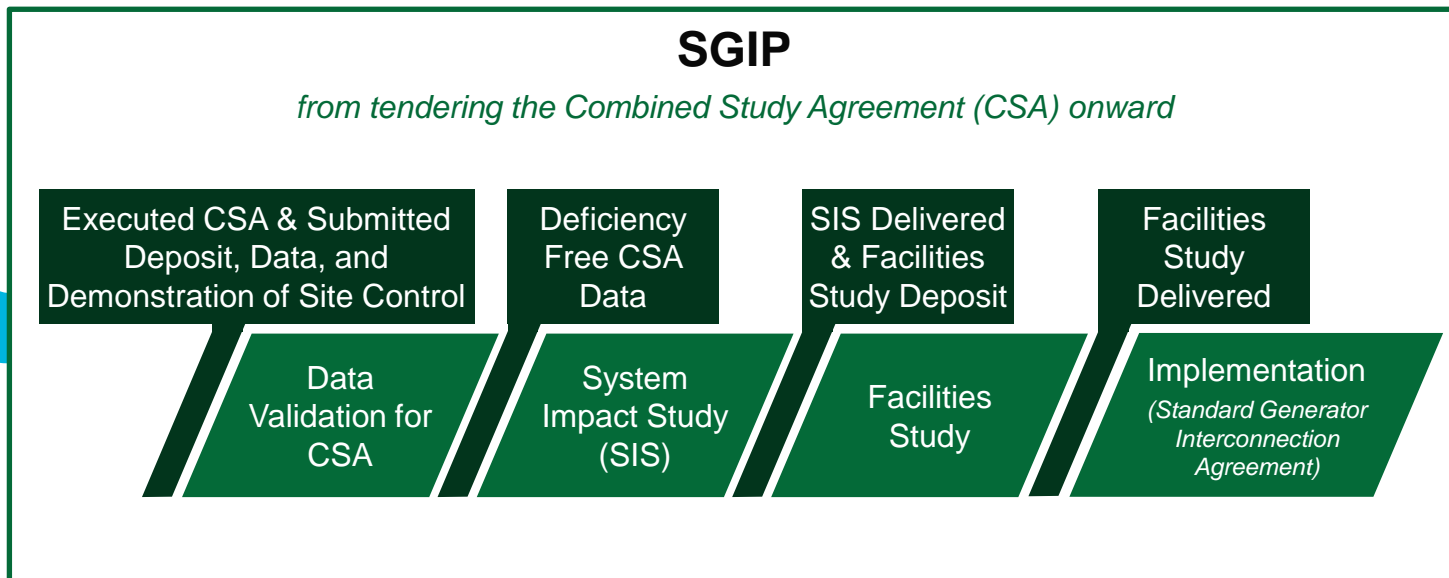 SGIP
from tendering the Combined Study Agreement (CSA) onward
Executed CSA & Submitted
Deposit, Data, and
Demonstration of Site Control
Deficiency
Free CSA
Data
SIS Delivered
& Facilities
Study Deposit
Facilities
Study
Delivered
Data
Validation for
CSA
System
Impact Study
(SIS)
Facilities
Study
Implementation
(Standard Generator
Interconnection
Agreement)